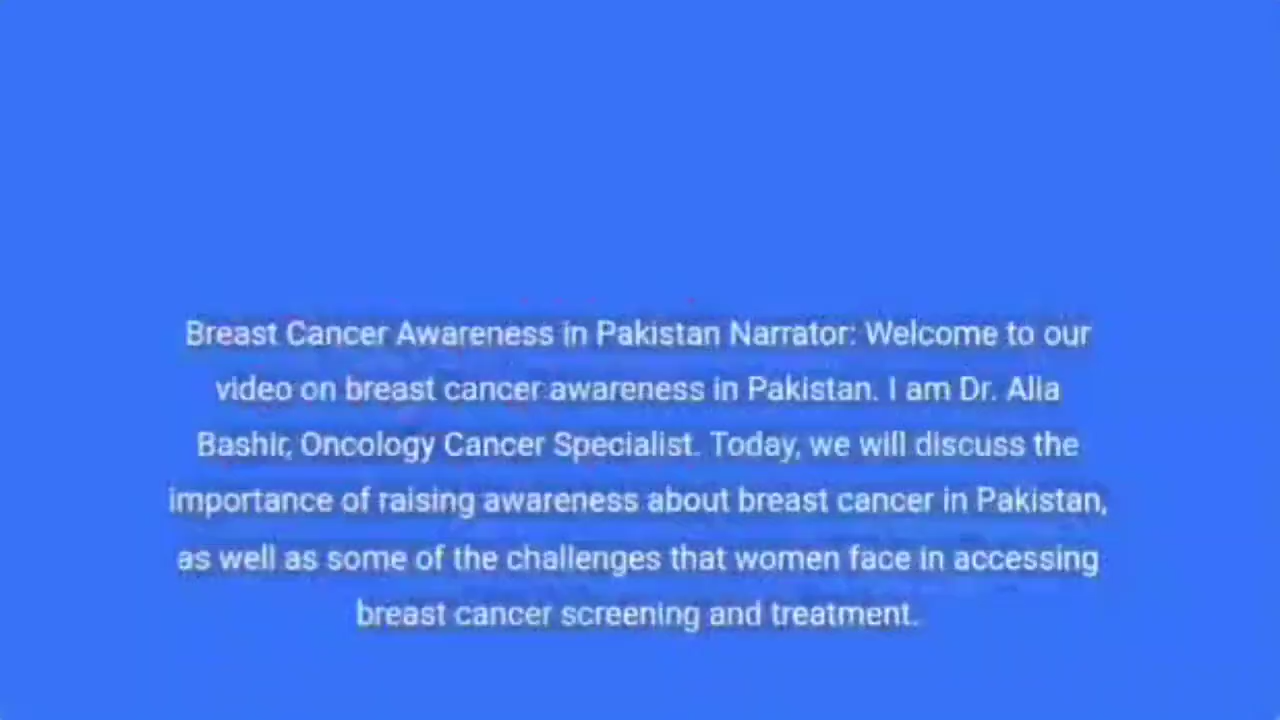 Breast Cancer Awareness in Pakistan Narrator: Welcome to our
video on breast cancer awareness in Pakistan. I am Dr. Alia
Bashir, Oncology Cancer Specialist. Today, we will discuss the
importance of raising awareness about breast cancer in Pakistan,
as well as some of the challenges that women face in accessing
breast cancer screening and treatment.